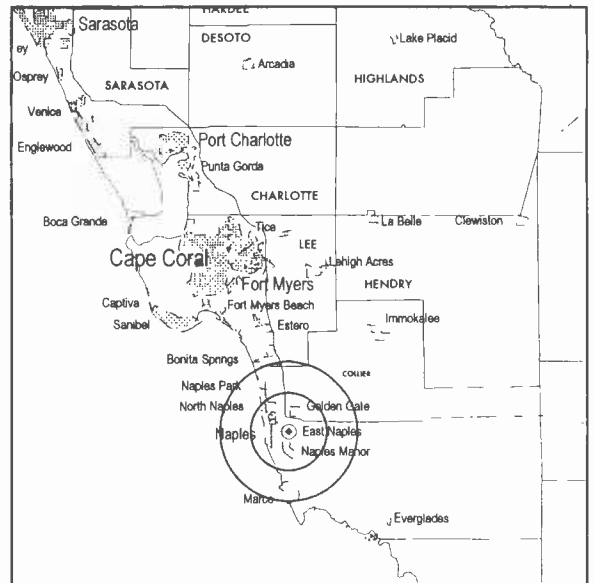 HARDEE
Sarasota
ey
DESOTO
Lake Placid
Osprey
Arcadia
SARASOTA
HIGHLANDS
Venice
Englewood
Port Charlotte
Punta Gorda
CHARLOTTE
Boca Grande
Tice
La Belle
Clewiston
LEE
Cape Coral
Lehigh Acres
Fort Myers
HENDRY
Captiva
Fort Myers Beach
Sanibel
Estero
Immokalee
Bonita Springs
COLLIER
Naples Park
North Naples
Golden Gate
Naples
East Naples
Naples Manor
Marco
Everglades